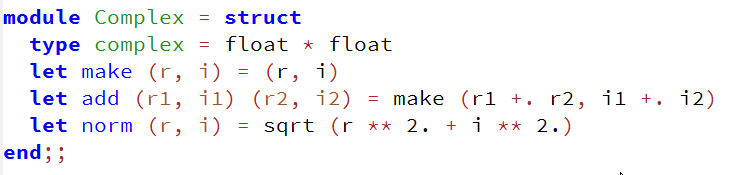 module Complex = struct
  type complex = float * float
  let make (r, i) = (r, i)
  let add (r1, i1) (r2, i2) = make (r1 +. r2, i1 +. i2)
  let norm (r, i) = sqrt (r ** 2. + i ** 2.)
end;;